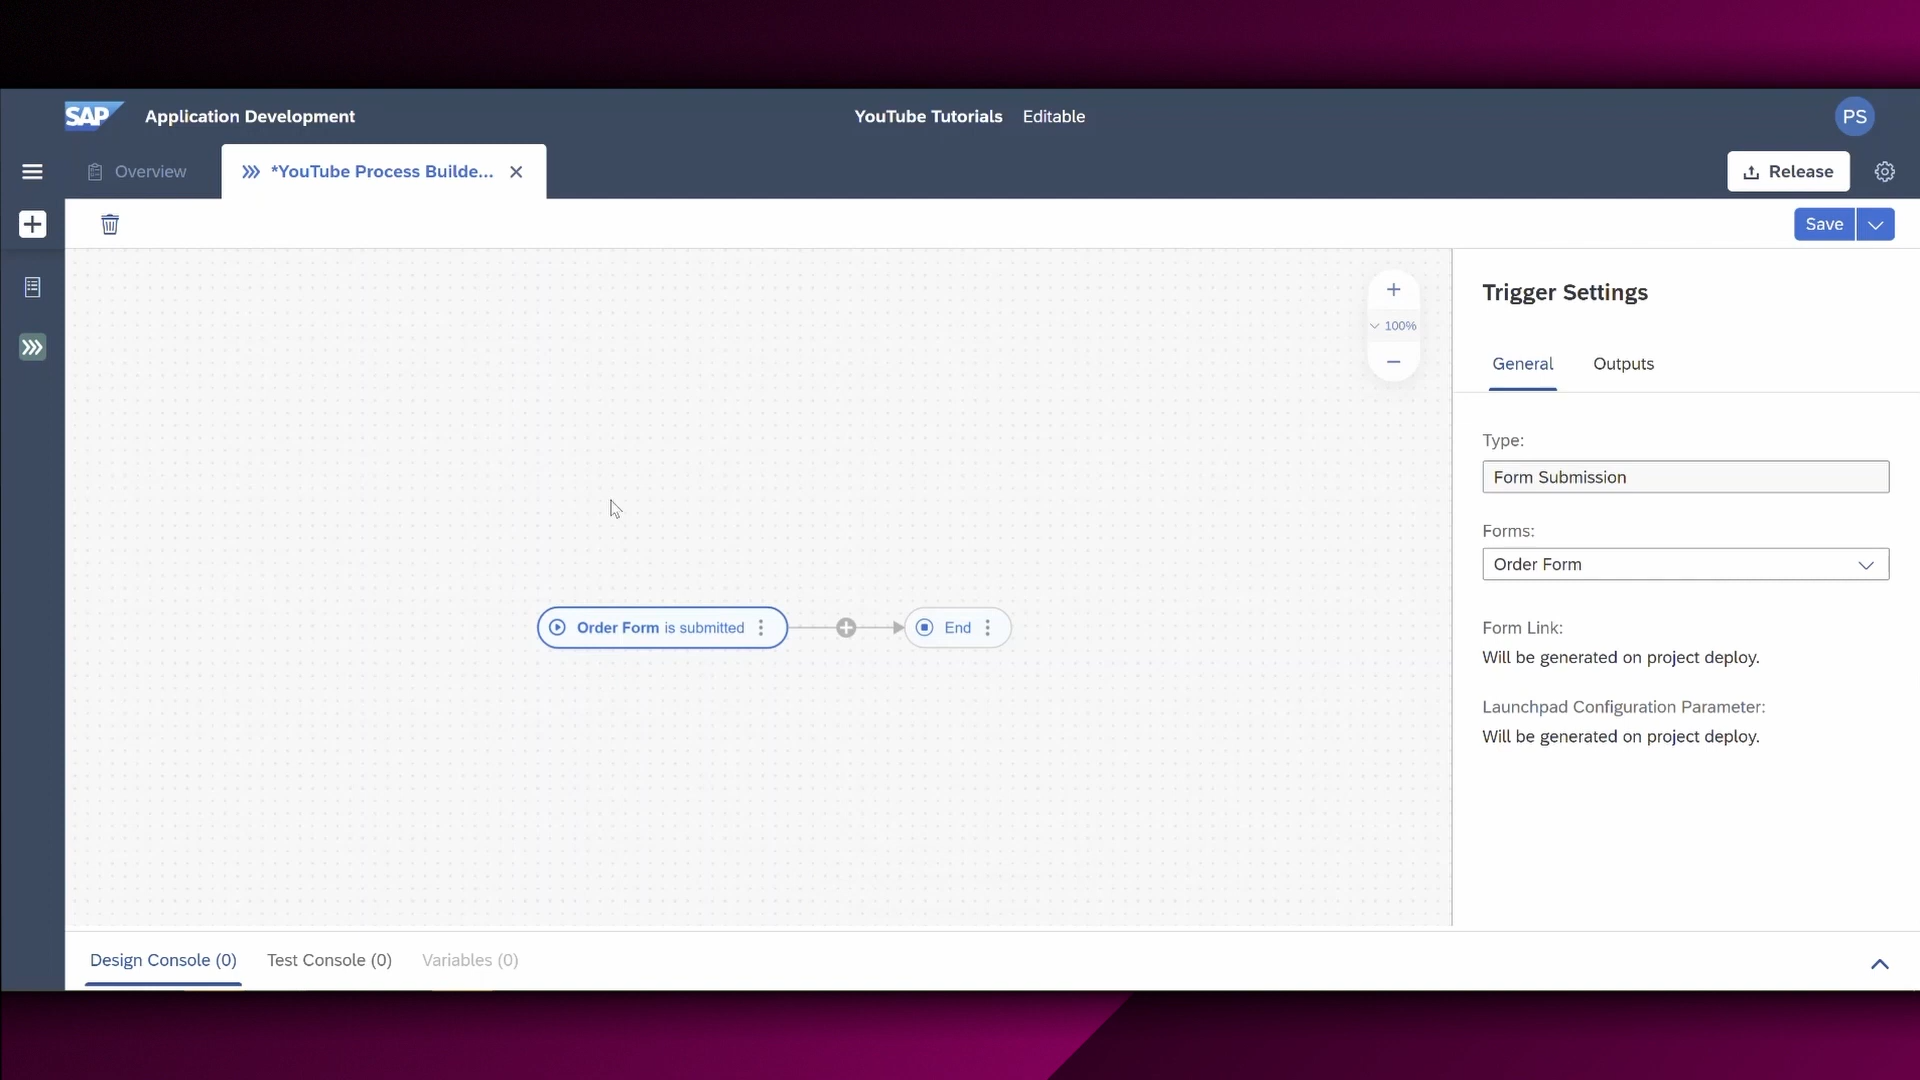 SAP Application Development
YouTube Tutorials Editable
PS
Overview
*YouTube Process Builde...
Release
Save
100%
Order Form is submitted
End
Trigger Settings
General Outputs
Type:
Form Submission
Forms:
Order Form
Form Link:
Will be generated on project deploy.
Launchpad Configuration Parameter:
Will be generated on project deploy.
Design Console (0) Test Console (0) Variables (0)